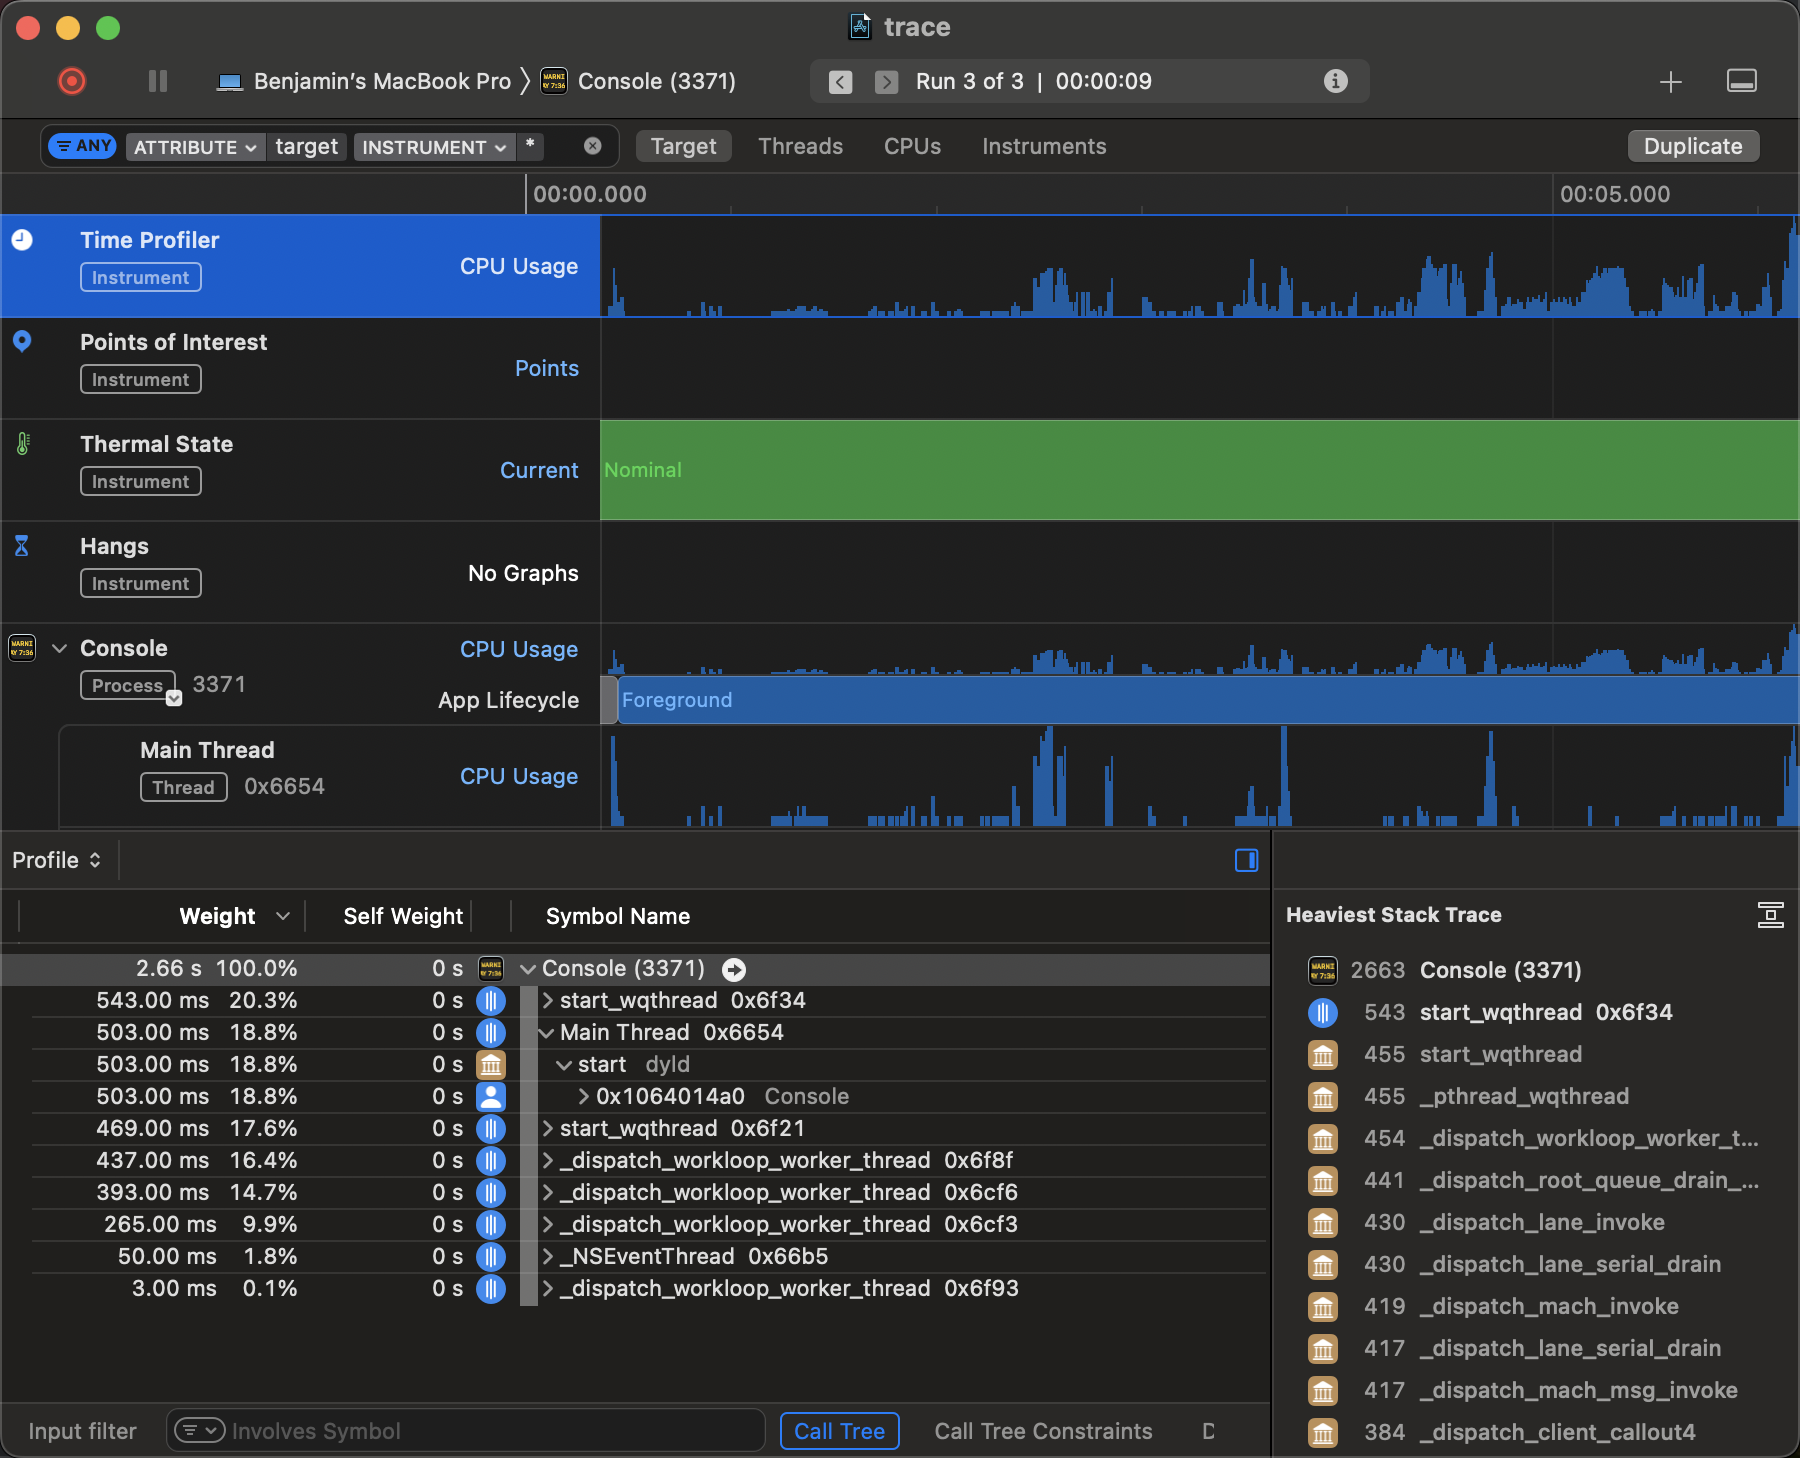 trace
Benjamin's MacBook Pro
Console (3371)
Run 3 of 3 | 00:00:09
ANY ATTRIBUTE target INSTRUMENT *
Target Threads CPUs Instruments
Duplicate
00:00.000 00:05.000
Time Profiler
Instrument
CPU Usage
Points of Interest
Instrument
Points
Thermal State
Instrument
Current
Nominal
Hangs
Instrument
No Graphs
Console
CPU Usage
Process 3371
App Lifecycle
Foreground
Main Thread
Thread 0x6654
CPU Usage
Profile
Weight Self Weight Symbol Name
2.66 s 100.0% 0 s Console (3371)
543.00 ms 20.3% 0 s start_wqthread 0x6f34
503.00 ms 18.8% 0 s Main Thread 0x6654
503.00 ms 18.8% 0 s start dyld
503.00 ms 18.8% 0 s 0x1064014a0 Console
469.00 ms 17.6% 0 s start_wqthread 0x6f21
437.00 ms 16.4% 0 s _dispatch_workloop_worker_thread 0x6f8f
393.00 ms 14.7% 0 s _dispatch_workloop_worker_thread 0x6cf6
265.00 ms 9.9% 0 s _dispatch_workloop_worker_thread 0x6cf3
50.00 ms 1.8% 0 s _NSEventThread 0x66b5
3.00 ms 0.1% 0 s _dispatch_workloop_worker_thread 0x6f93
Input filter Involves Symbol Call Tree Call Tree Constraints
Heaviest Stack Trace
2663 Console (3371)
543 start_wqthread 0x6f34
455 start_wqthread
455 _pthread_wqthread
454 _dispatch_workloop_worker_t...
441 _dispatch_root_queue_drain_...
430 _dispatch_lane_invoke
430 _dispatch_lane_serial_drain
419 _dispatch_mach_invoke
417 _dispatch_lane_serial_drain
417 _dispatch_mach_msg_invoke
384 _dispatch_client_callout4